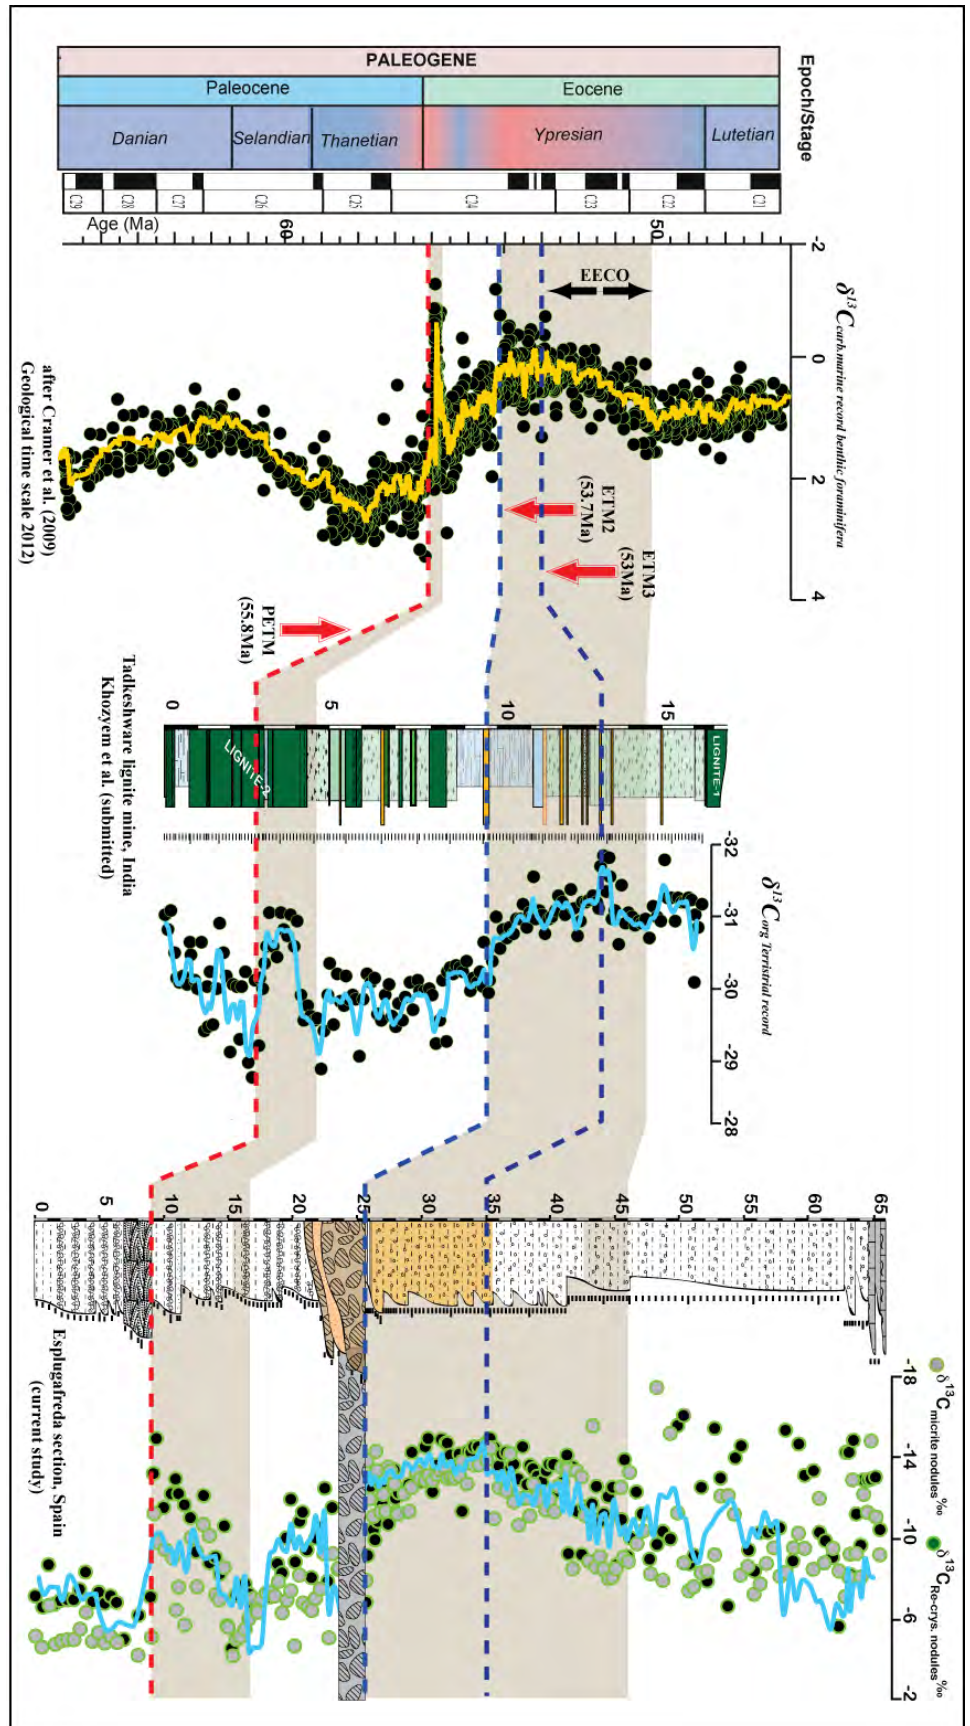 PALEOGENE
Paleocene
Eocene
Danian
Selandian
Thanetian
Ypresian
Lutetian
Epoch/Stage
C29
C28
C27
C26
C25
C24
C23
C22
C21
Age (Ma)
60
50
-2
0
2
4
δ¹³C carb.marine record benthic foraminifera
EECO
ETM2
(53.7Ma)
ETM3
(53Ma)
PETM
(55.8Ma)
after Cramer et al. (2009)
Geological time scale 2012)
0
5
10
15
LIGNITE-2
LIGNITE-1
Tadkeshware lignite mine, India
Khozyem et al. (submitted)
-32
-31
-30
-29
-28
δ¹³C org Terristrial record
0
5
10
15
20
25
30
35
40
45
50
55
60
65
Esplugafreda section, Spain
(current study)
-18
-14
-10
-6
-2
δ¹³C micrite nodules‰
δ¹³C Re-crys. nodules‰